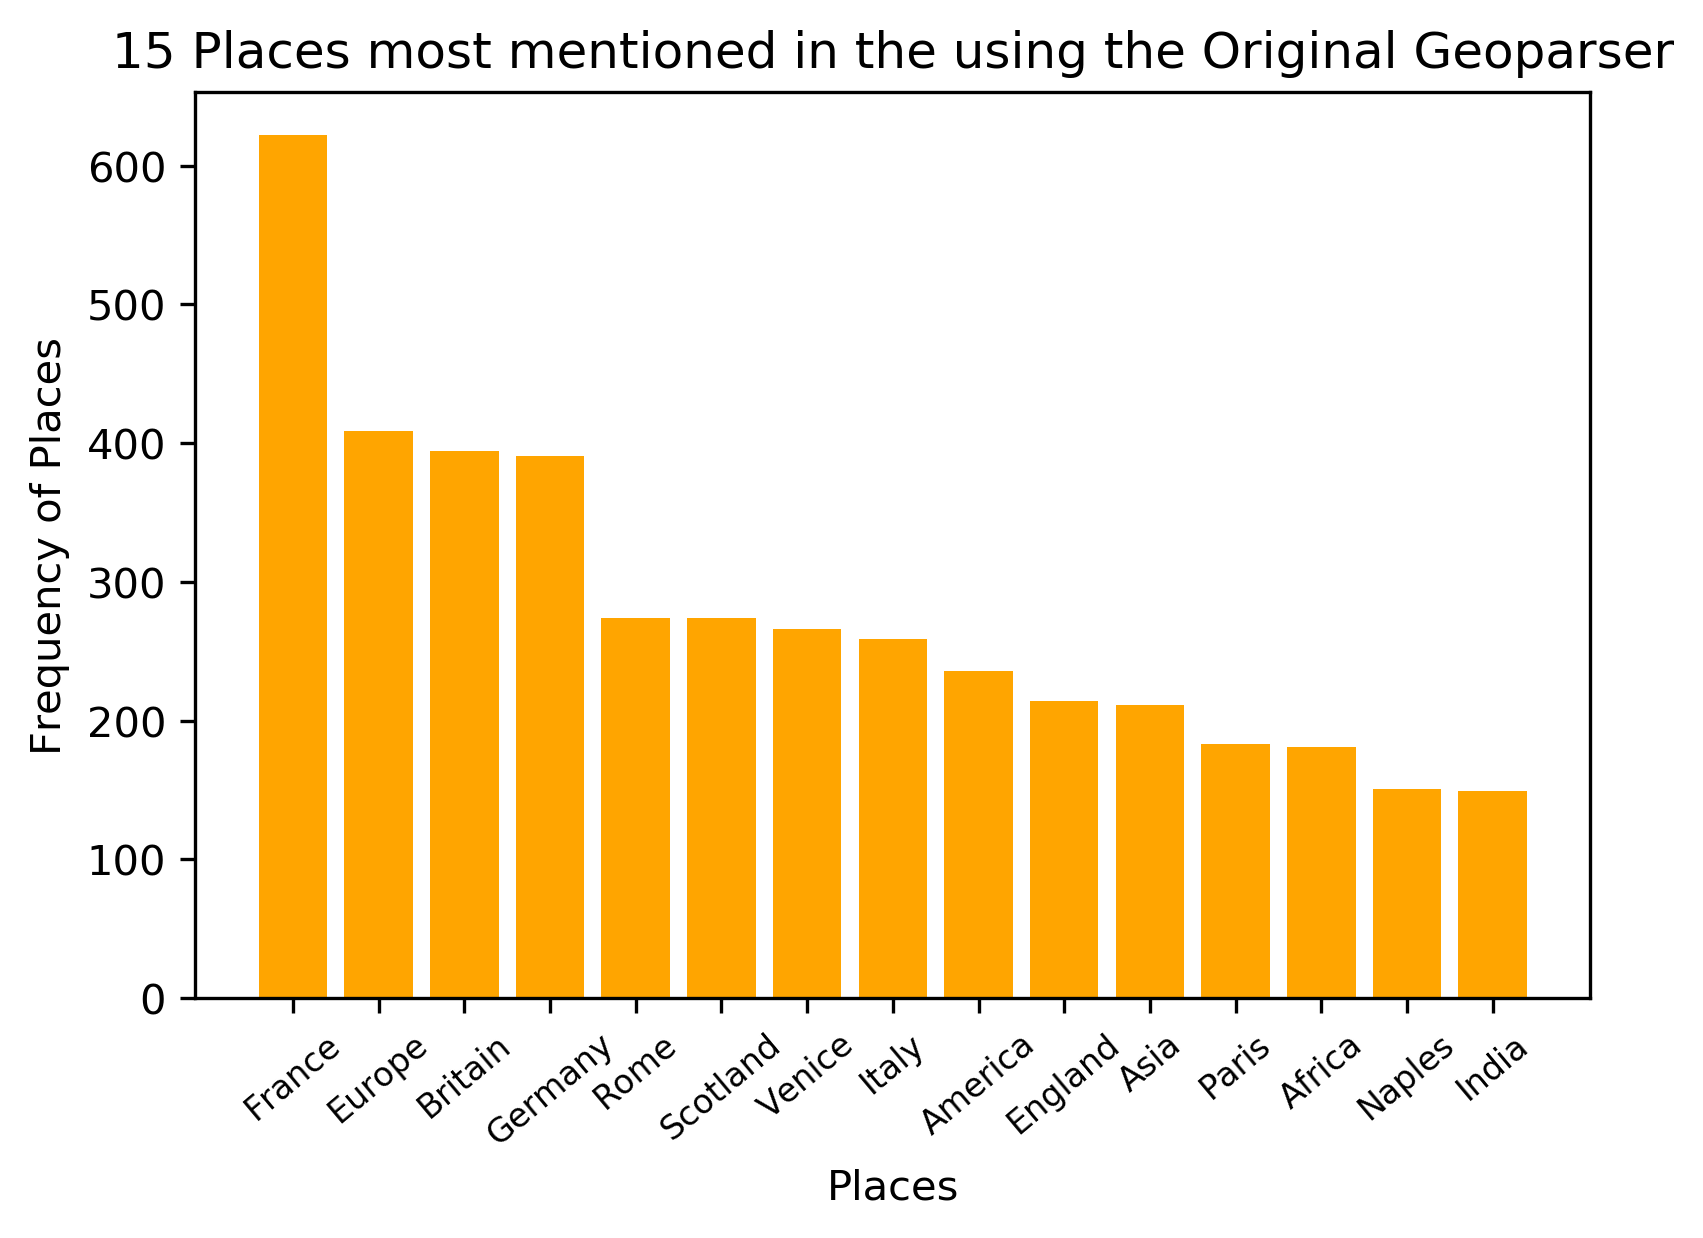 15 Places most mentioned in the using the Original Geoparser
Frequency of Places
600
500
400
300
200
100
0
France
Europe
Britain
Germany
Rome
Scotland
Venice
Italy
America
England
Asia
Paris
Africa
Naples
India
Places